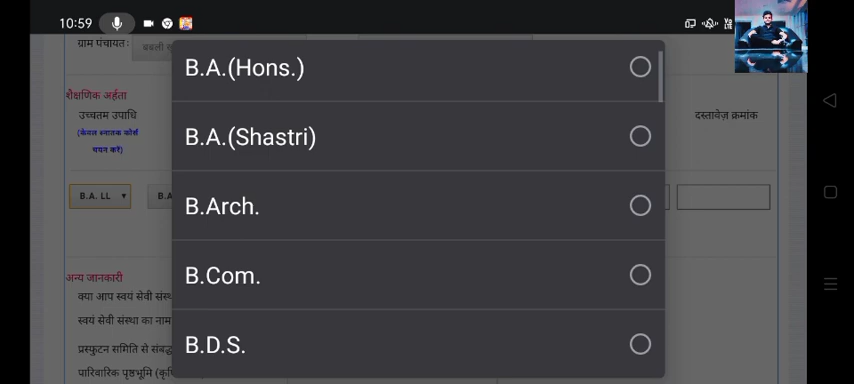 10:59
ग्राम पंचायतः
B.A.(Hons.)
शैक्षणिक अर्हता
उच्चतम उपाधि
दस्तावेज़ क्रमांक
(केवल स्नातक कोर्स
चयन करें)
B.A.(Shastri)
B.A. LL
B.A
B.Arch.
B.Com.
अन्य जानकारी
क्या आप स्वयं सेवी
स्वयं सेवी संस्था का नाम
B.D.S.
प्रस्फुटन समिति से
पारिवारिक पृष्ठभूमि